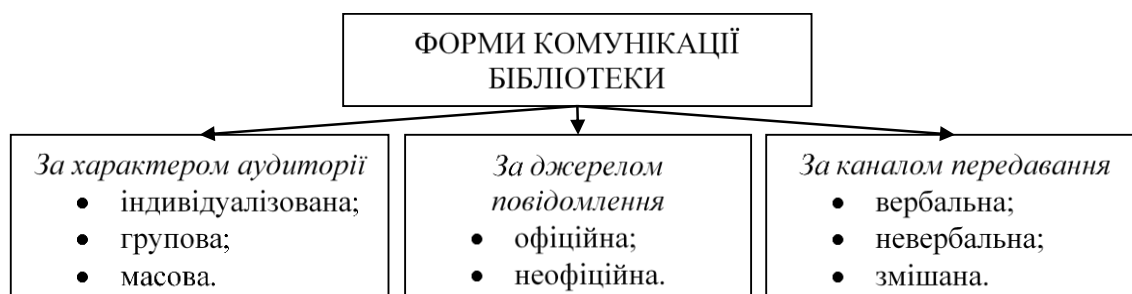 ФОРМИ КОМУНІКАЦІЇ
БІБЛІОТЕКИ
За характером аудиторії
• індивідуалізована;
• групова;
• масова.
За джерелом
повідомлення
• офіційна;
• неофіційна.
За каналом передавання
• вербальна;
• невербальна;
• змішана.